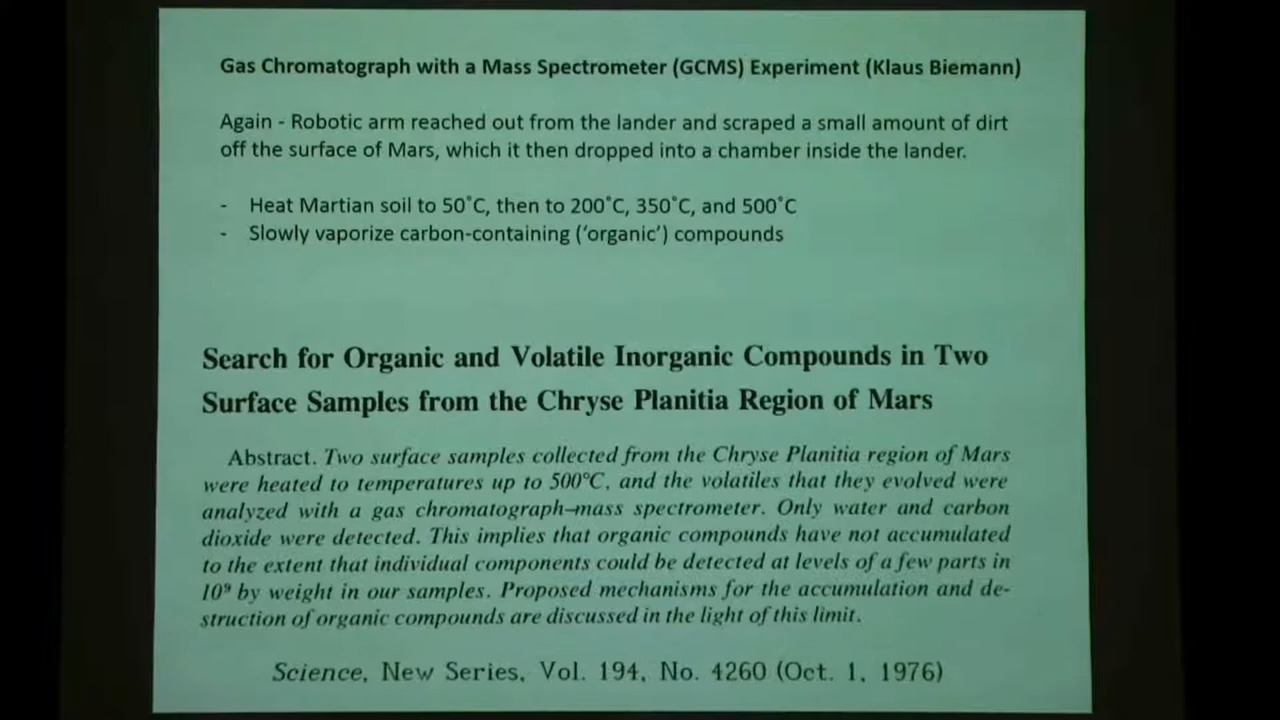 Gas Chromatograph with a Mass Spectrometer (GCMS) Experiment (Klaus Biemann)
Again - Robotic arm reached out from the lander and scraped a small amount of dirt
off the surface of Mars, which it then dropped into a chamber inside the lander.
- Heat Martian soil to 50˚C, then to 200˚C, 350˚C, and 500˚C
- Slowly vaporize carbon-containing (‘organic’) compounds
Search for Organic and Volatile Inorganic Compounds in Two
Surface Samples from the Chryse Planitia Region of Mars
Abstract. Two surface samples collected from the Chryse Planitia region of Mars
were heated to temperatures up to 500°C, and the volatiles that they evolved were
analyzed with a gas chromatograph–mass spectrometer. Only water and carbon
dioxide were detected. This implies that organic compounds have not accumulated
to the extent that individual components could be detected at levels of a few parts in
10⁹ by weight in our samples. Proposed mechanisms for the accumulation and de-
struction of organic compounds are discussed in the light of this limit.
Science, New Series, Vol. 194, No. 4260 (Oct. 1, 1976)